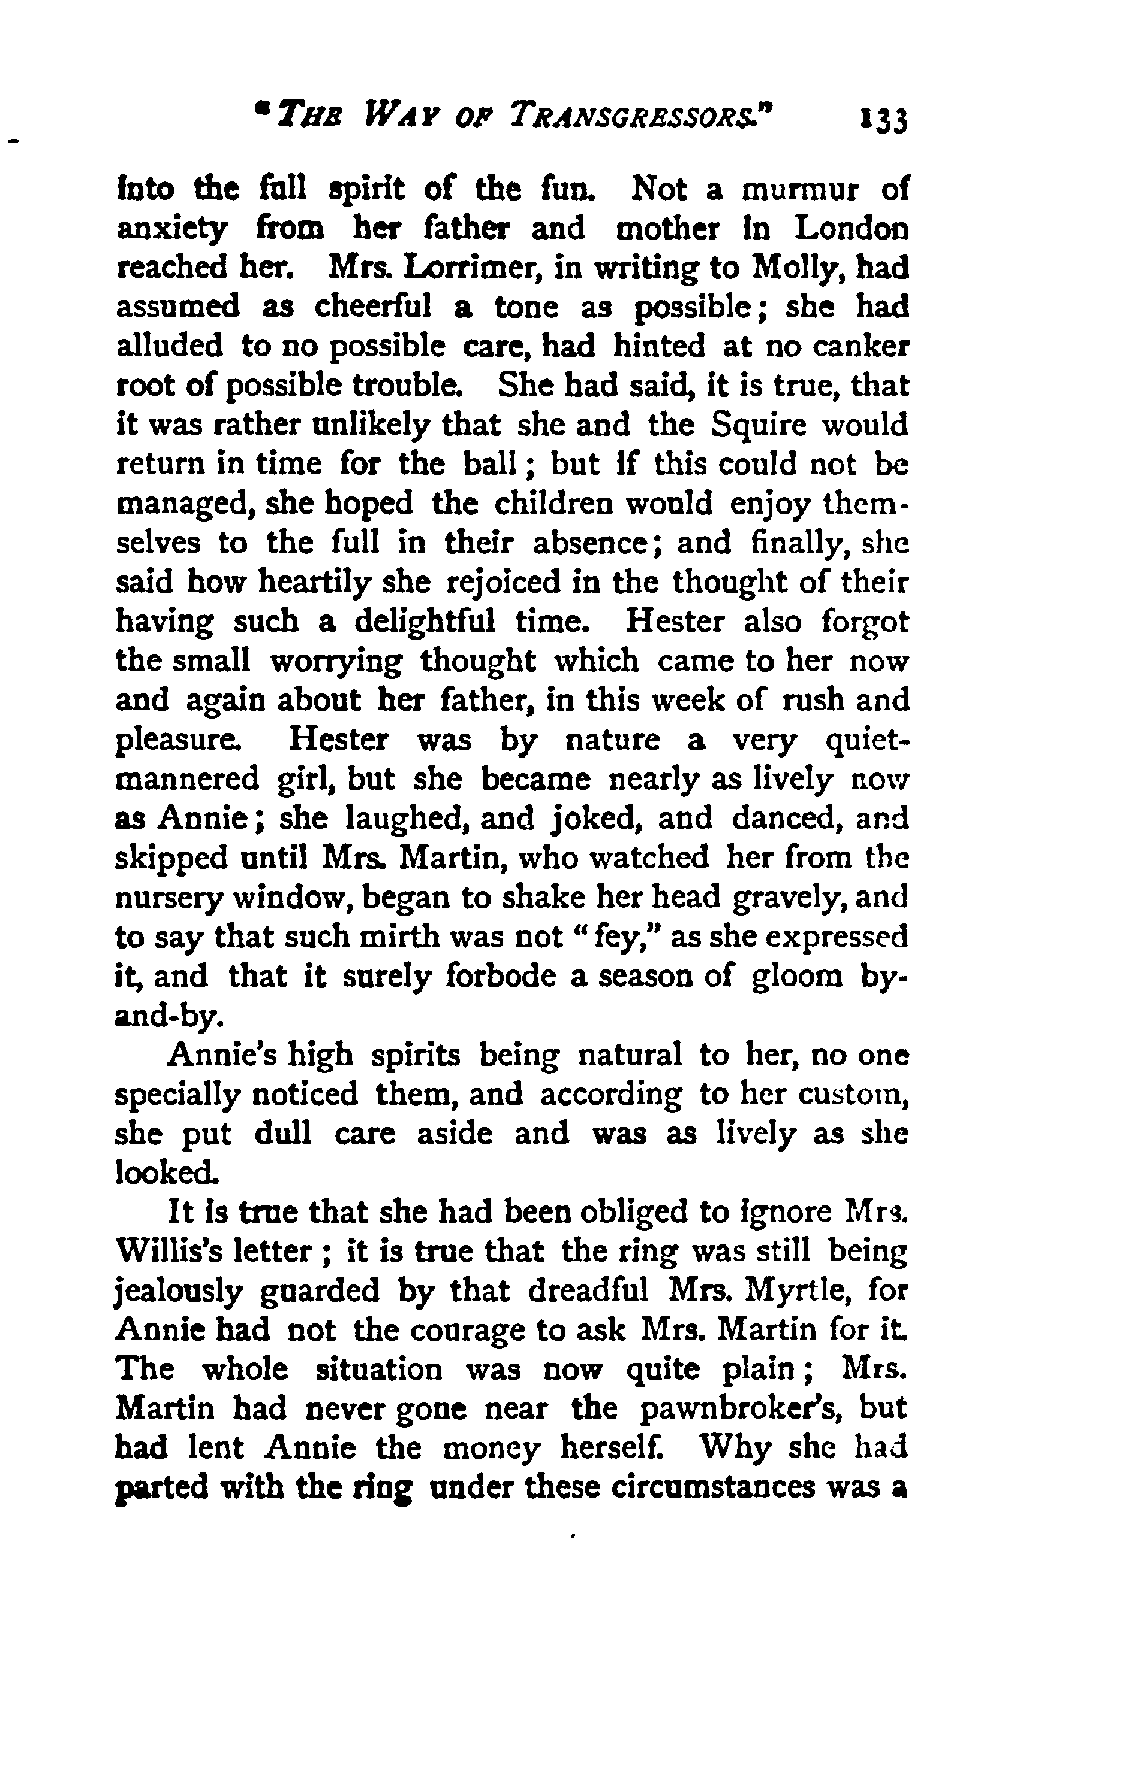 "THE WAY OF TRANSGRESSORS." 133
into the full spirit of the fun. Not a murmur of
anxiety from her father and mother in London
reached her. Mrs. Lorrimer, in writing to Molly, had
assumed as cheerful a tone as possible; she had
alluded to no possible care, had hinted at no canker
root of possible trouble. She had said, it is true, that
it was rather unlikely that she and the Squire would
return in time for the ball; but if this could not be
managed, she hoped the children would enjoy them-
selves to the full in their absence; and finally, she
said how heartily she rejoiced in the thought of their
having such a delightful time. Hester also forgot
the small worrying thought which came to her now
and again about her father, in this week of rush and
pleasure. Hester was by nature a very quiet-
mannered girl, but she became nearly as lively now
as Annie; she laughed, and joked, and danced, and
skipped until Mrs. Martin, who watched her from the
nursery window, began to shake her head gravely, and
to say that such mirth was not "fey," as she expressed
it, and that it surely forbode a season of gloom by-
and-by.
Annie's high spirits being natural to her, no one
specially noticed them, and according to her custom,
she put dull care aside and was as lively as she
looked.
It is true that she had been obliged to ignore Mrs.
Willis's letter; it is true that the ring was still being
jealously guarded by that dreadful Mrs. Myrtle, for
Annie had not the courage to ask Mrs. Martin for it.
The whole situation was now quite plain; Mrs.
Martin had never gone near the pawnbroker's, but
had lent Annie the money herself. Why she had
parted with the ring under these circumstances was a